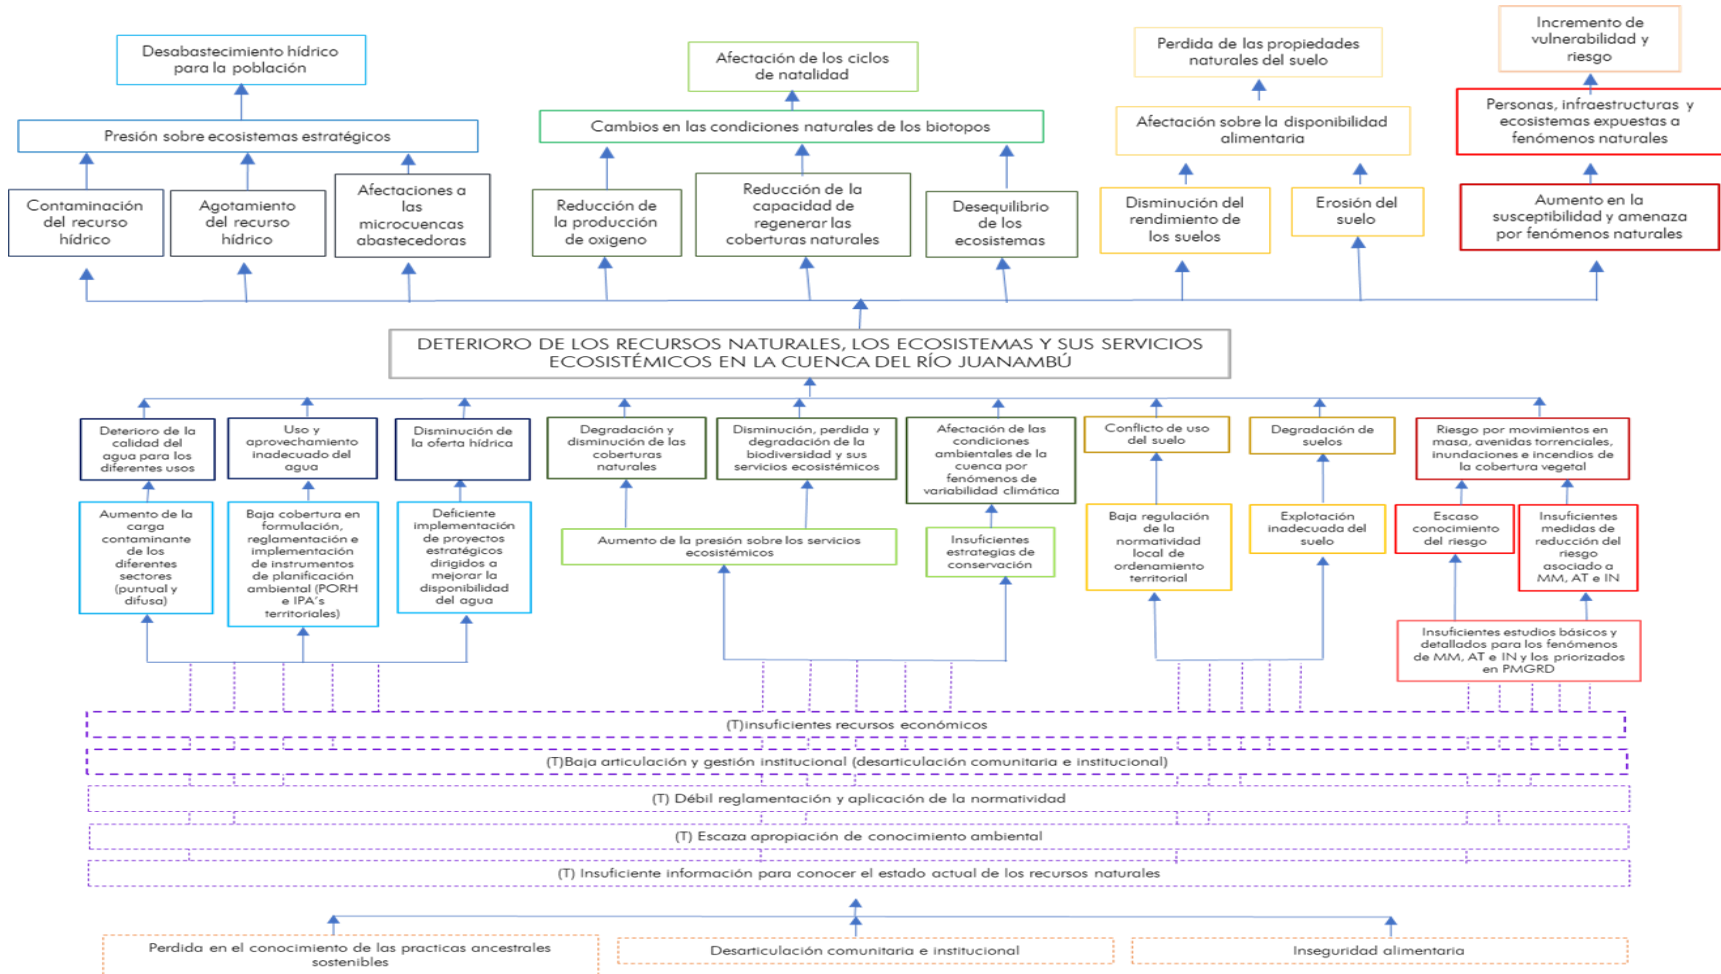 Desabastecimiento hídrico
para la población
Afectación de los ciclos
de natalidad
Perdida de las propiedades
naturales del suelo
Incremento de
vulnerabilidad y
riesgo
Presión sobre ecosistemas estratégicos
Cambios en las condiciones naturales de los biotopos
Afectación sobre la disponibilidad
alimentaria
Personas, infraestructuras y
ecosistemas expuestas a
fenómenos naturales
Contaminación
del recurso
hídrico
Agotamiento
del recurso
hídrico
Afectaciones a
las
microcuencas
abastecedoras
Reducción de
la producción
de oxigeno
Reducción de la
capacidad de
regenerar las
coberturas naturales
Desequilibrio
de los
ecosistemas
Disminución del
rendimiento de
los suelos
Erosión del
suelo
Aumento en la
susceptibilidad y amenaza
por fenómenos naturales
DETERIORO DE LOS RECURSOS NATURALES, LOS ECOSISTEMAS Y SUS SERVICIOS
ECOSISTÉMICOS EN LA CUENCA DEL RÍO JUANAMBÚ
Deterioro de la
calidad del
agua para los
diferentes usos
Uso y
aprovechamiento
inadecuado del
agua
Disminución de
la oferta hídrica
Degradación y
disminución de las
coberturas
naturales
Disminución, perdida y
degradación de la
biodiversidad y sus
servicios ecosistémicos
Afectación de las
condiciones
ambientales de la
cuenca por
fenómenos de
variabilidad climática
Conflicto de uso
del suelo
Degradación de
suelos
Riesgo por movimientos en
masa, avenidas torrenciales,
inundaciones e incendios de
la cobertura vegetal
Aumento de la
carga
contaminante
de los
diferentes
sectores
(puntual y
difusa)
Baja cobertura en
formulación,
reglamentación e
implementación
de instrumentos
de planificación
ambiental (PORH
e IPA's
territoriales)
Deficiente
implementación
de proyectos
estratégicos
dirigidos a
mejorar la
disponibilidad
del agua
Aumento de la presión sobre los servicios
ecosistémicos
Insuficientes
estrategias de
conservación
Baja regulación
de la
normatividad
local de
ordenamiento
territorial
Explotación
inadecuada del
suelo
Escaso
conocimiento
del riesgo
Insuficientes
medidas de
reducción del
riesgo
asociado a
MM, AT e IN
Insuficientes estudios básicos y
detallados para los fenómenos
de MM, AT e IN y los priorizados
en PMGRD
(T)insuficientes recursos económicos
(T)Baja articulación y gestión institucional (desarticulación comunitaria e institucional)
(T) Débil reglamentación y aplicación de la normatividad
(T) Escaza apropiación de conocimiento ambiental
(T) Insuficiente información para conocer el estado actual de los recursos naturales
Perdida en el conocimiento de las practicas ancestrales
sostenibles
Desarticulación comunitaria e institucional
Inseguridad alimentaria